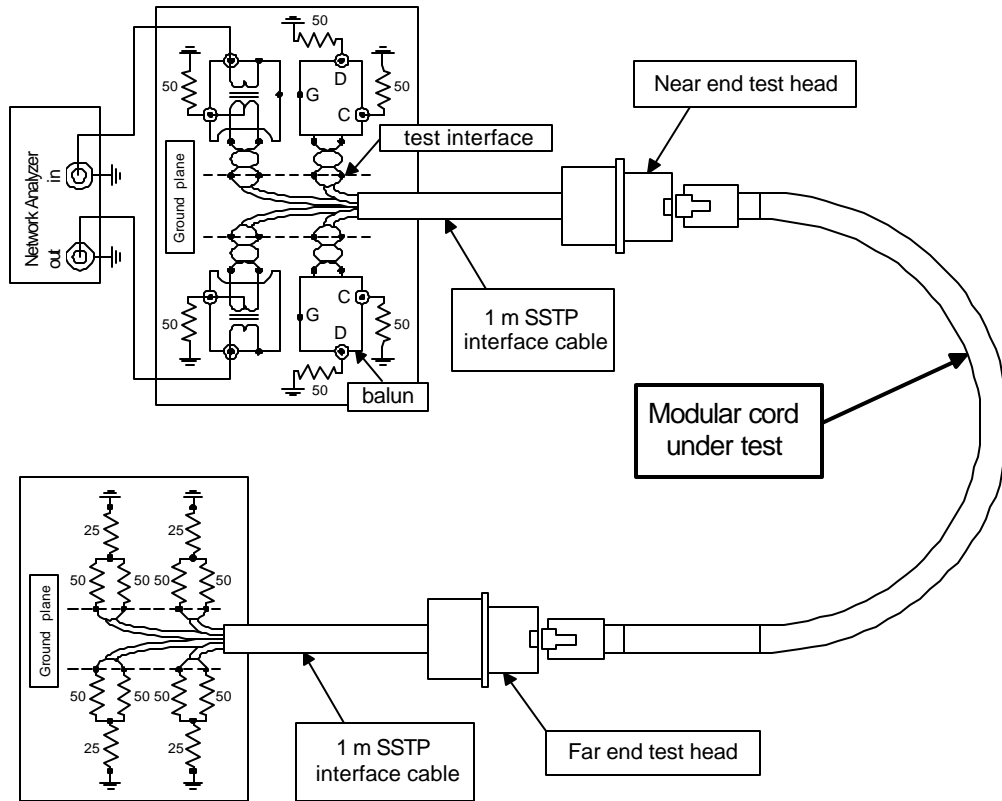 50
50
D
G
C
50
50
Near end test head
test interface
Network Analyzer
in
out
Ground plane
50
C
G
D
50
50
balun
1 m SSTP
interface cable
Modular cord
under test
25
25
50
50
50
50
Ground plane
50
50
50
50
25
25
1 m SSTP
interface cable
Far end test head